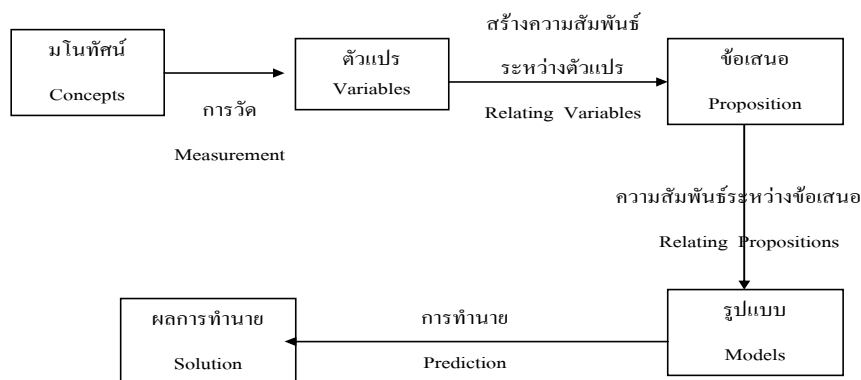 มโนทัศน์
Concepts
การวัด
Measurement
ตัวแปร
Variables
สร้างความสัมพันธ์
ระหว่างตัวแปร
Relating Variables
ข้อเสนอ
Proposition
ความสัมพันธ์ระหว่างข้อเสนอ
Relating Propositions
รูปแบบ
Models
การทำนาย
Prediction
ผลการทำนาย
Solution